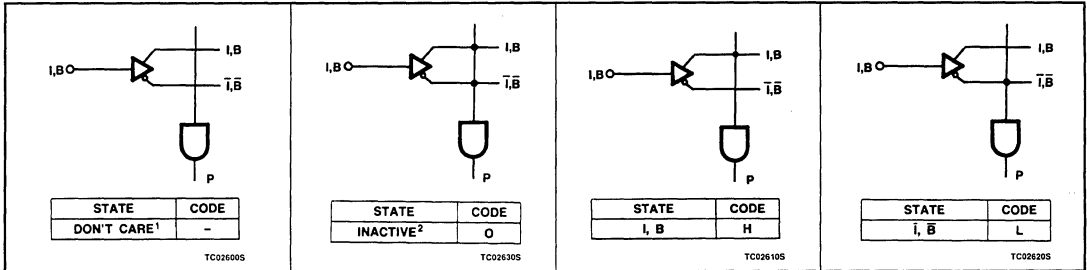 I,B
I,B
I̅,B̅
P
STATE CODE
DON'T CARE¹ –
TC02600S
I,B
I,B
I̅,B̅
P
STATE CODE
INACTIVE² O
TC02630S
I,B
I,B
I̅,B̅
P
STATE CODE
I, B H
TC02610S
I,B
I,B
I̅,B̅
P
STATE CODE
I̅, B̅ L
TC02620S